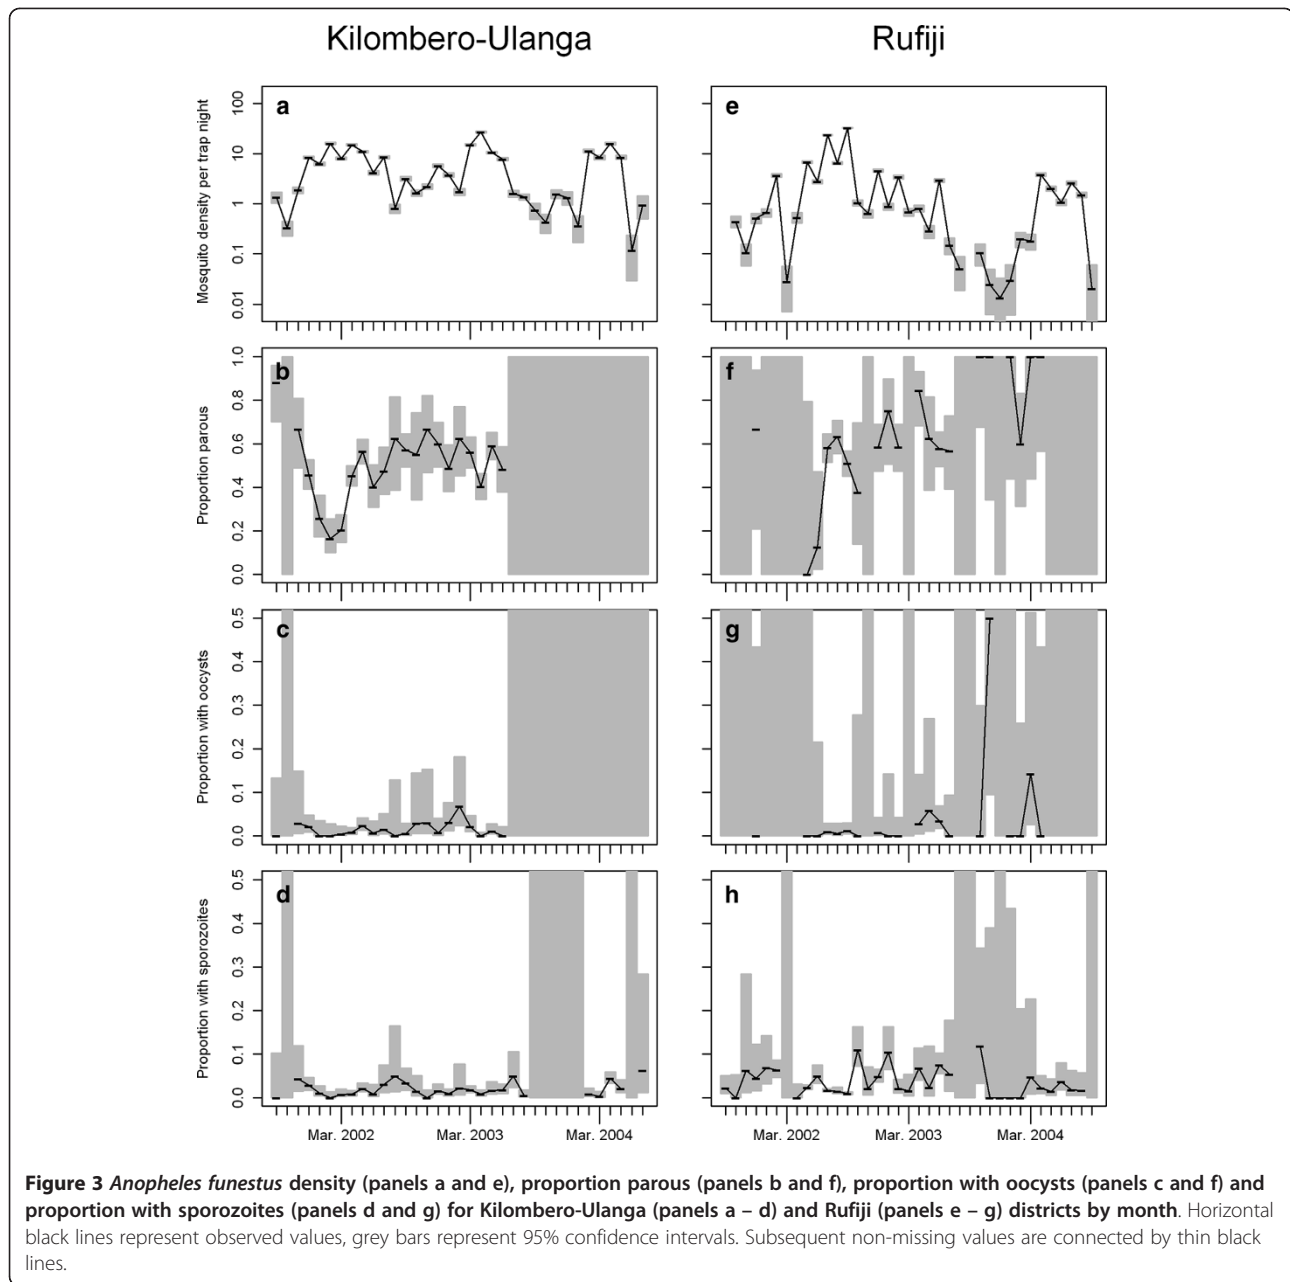 Kilombero-Ulanga
Rufiji
a
Mosquito density per trap night
100
10
1
0.1
0.01
e
b
Proportion parous
1.0
0.8
0.6
0.4
0.2
0.0
f
c
Proportion with oocysts
0.5
0.4
0.3
0.2
0.1
0.0
g
d
Proportion with sporozoites
0.5
0.4
0.3
0.2
0.1
0.0
h
Mar. 2002
Mar. 2003
Mar. 2004
Mar. 2002
Mar. 2003
Mar. 2004
Figure 3 Anopheles funestus density (panels a and e), proportion parous (panels b and f), proportion with oocysts (panels c and f) and
proportion with sporozoites (panels d and g) for Kilombero-Ulanga (panels a – d) and Rufiji (panels e – g) districts by month. Horizontal
black lines represent observed values, grey bars represent 95% confidence intervals. Subsequent non-missing values are connected by thin black
lines.